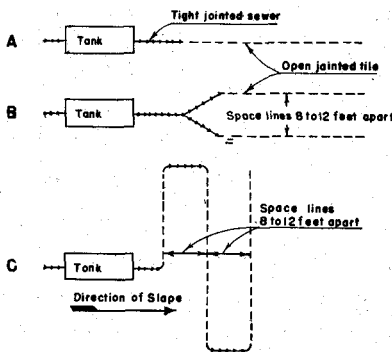 Tight jointed sewer
A
Tank
Open jointed tile
B
Tank
Space lines 8 to 12 feet apart
Space lines
8 to 12 feet apart
C
Tank
Direction of Slope